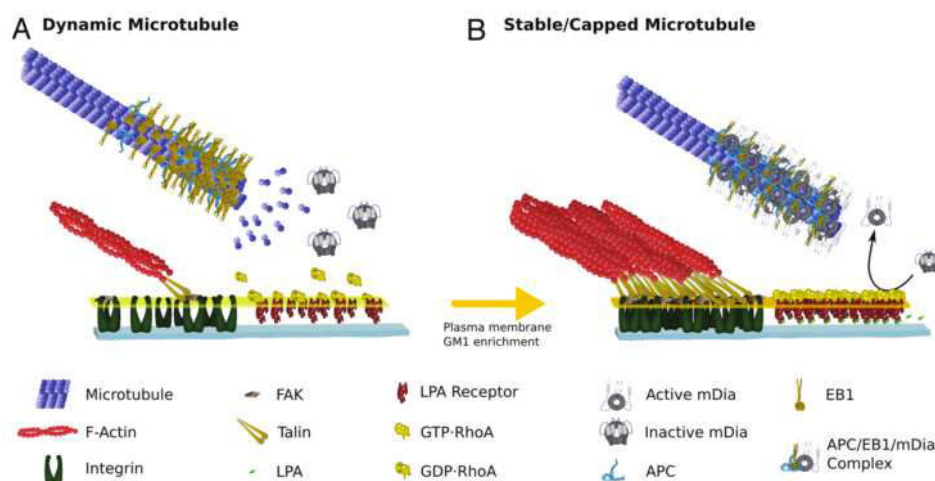 A Dynamic Microtubule
B Stable/Capped Microtubule
Plasma membrane
GM1 enrichment
Microtubule
FAK
LPA Receptor
Active mDia
EB1
F-Actin
Talin
GTP·RhoA
Inactive mDia
APC/EB1/mDia
Complex
Integrin
LPA
GDP·RhoA
APC